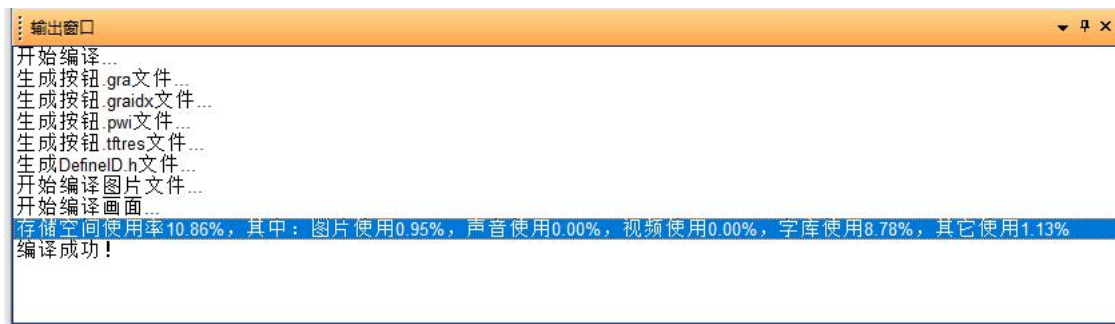 输出窗口
开始编译...
生成按钮.gra文件...
生成按钮.graidx文件...
生成按钮.pwi文件...
生成按钮.tftres文件...
生成DefineID.h文件...
开始编译图片文件...
开始编译画面...
存储空间使用率10.86%，其中：图片使用0.95%，声音使用0.00%，视频使用0.00%，字库使用8.78%，其它使用1.13%
编译成功！